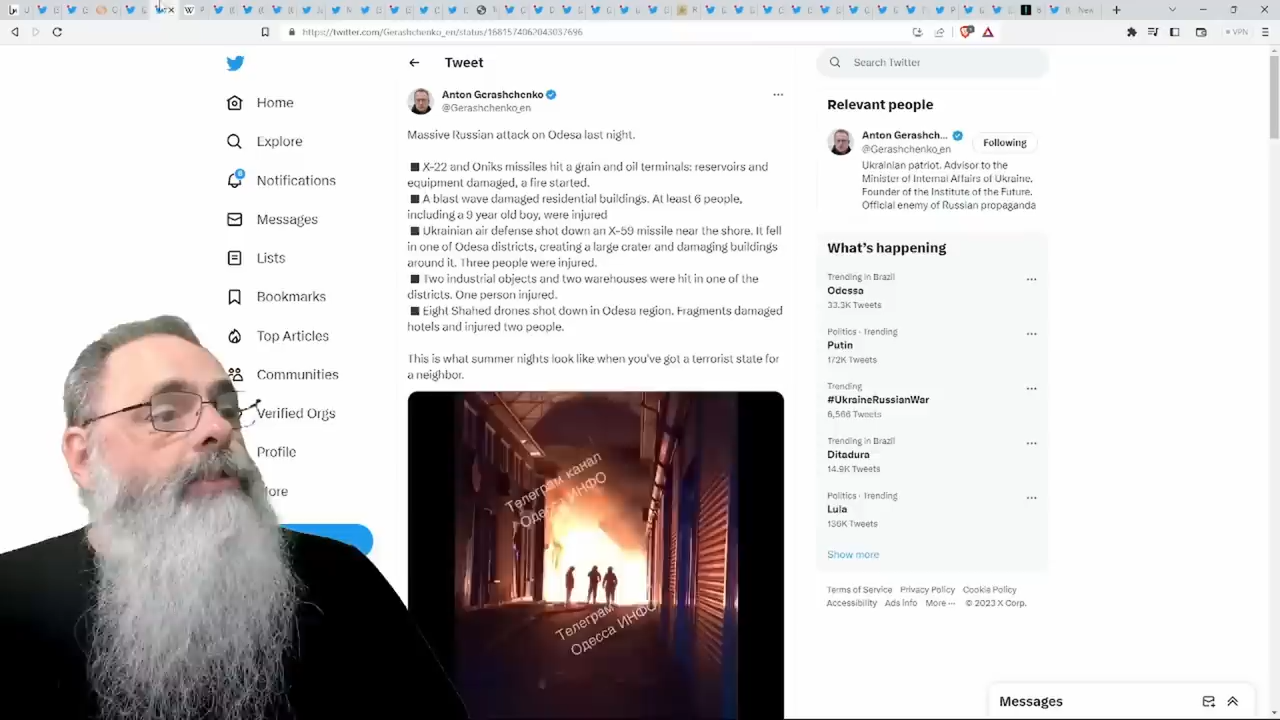 https://twitter.com/Gerashchenko_en/status/1681574062043037696
VPN
Home
Explore
Notifications
Messages
Lists
Bookmarks
Top Articles
Communities
Verified Orgs
Profile
More
Tweet
Anton Gerashchenko
@Gerashchenko_en
Massive Russian attack on Odesa last night.
X-22 and Oniks missiles hit a grain and oil terminals: reservoirs and
equipment damaged, a fire started.
A blast wave damaged residential buildings. At least 6 people,
including a 9 year old boy, were injured
Ukrainian air defense shot down an X-59 missile near the shore. It fell
in one of Odesa districts, creating a large crater and damaging buildings
around it. Three people were injured.
Two industrial objects and two warehouses were hit in one of the
districts. One person injured.
Eight Shahed drones shot down in Odesa region. Fragments damaged
hotels and injured two people.
This is what summer nights look like when you've got a terrorist state for
a neighbor.
Телеграм канал
Одесса ИНФО
Телеграм
Одесса ИНФО
Search Twitter
Relevant people
Anton Gerashch...
@Gerashchenko_en
Following
Ukrainian patriot. Advisor to the
Minister of Internal Affairs of Ukraine,
Founder of the Institute of the Future.
Official enemy of Russian propaganda
What's happening
Trending in Brazil
Odessa
33.3K Tweets
Politics · Trending
Putin
172K Tweets
Trending
#UkraineRussianWar
6,566 Tweets
Trending in Brazil
Ditadura
14.9K Tweets
Politics · Trending
Lula
136K Tweets
Show more
Terms of Service Privacy Policy Cookie Policy
Accessibility Ads info More ··· © 2023 X Corp.
Messages